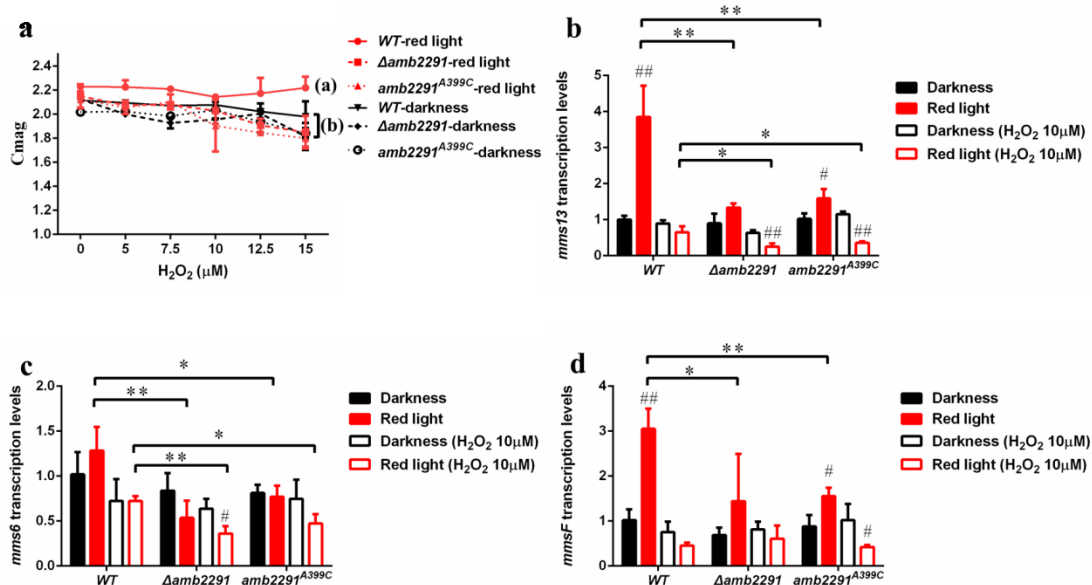 a
Cmag
2.4
2.2
2.0
1.8
1.6
1.4
1.2
1.0
0
5
7.5
10
12.5
15
H₂O₂ (μM)
(a)
(b)
WT-red light
Δamb2291-red light
amb2291ᴬ³⁹⁹ᶜ-red light
WT-darkness
Δamb2291-darkness
amb2291ᴬ³⁹⁹ᶜ-darkness
b
mms13 transcription levels
5
4
3
2
1
0
**
**
*
*
##
##
#
##
WT
Δamb2291
amb2291ᴬ³⁹⁹ᶜ
Darkness
Red light
Darkness (H₂O₂ 10μM)
Red light (H₂O₂ 10μM)
c
mms6 transcription levels
2.0
1.5
1.0
0.5
0.0
*
**
*
**
#
WT
Δamb2291
amb2291ᴬ³⁹⁹ᶜ
Darkness
Red light
Darkness (H₂O₂ 10μM)
Red light (H₂O₂ 10μM)
d
mmsF transcription levels
4
3
2
1
0
**
*
##
#
#
WT
Δamb2291
amb2291ᴬ³⁹⁹ᶜ
Darkness
Red light
Darkness (H₂O₂ 10μM)
Red light (H₂O₂ 10μM)